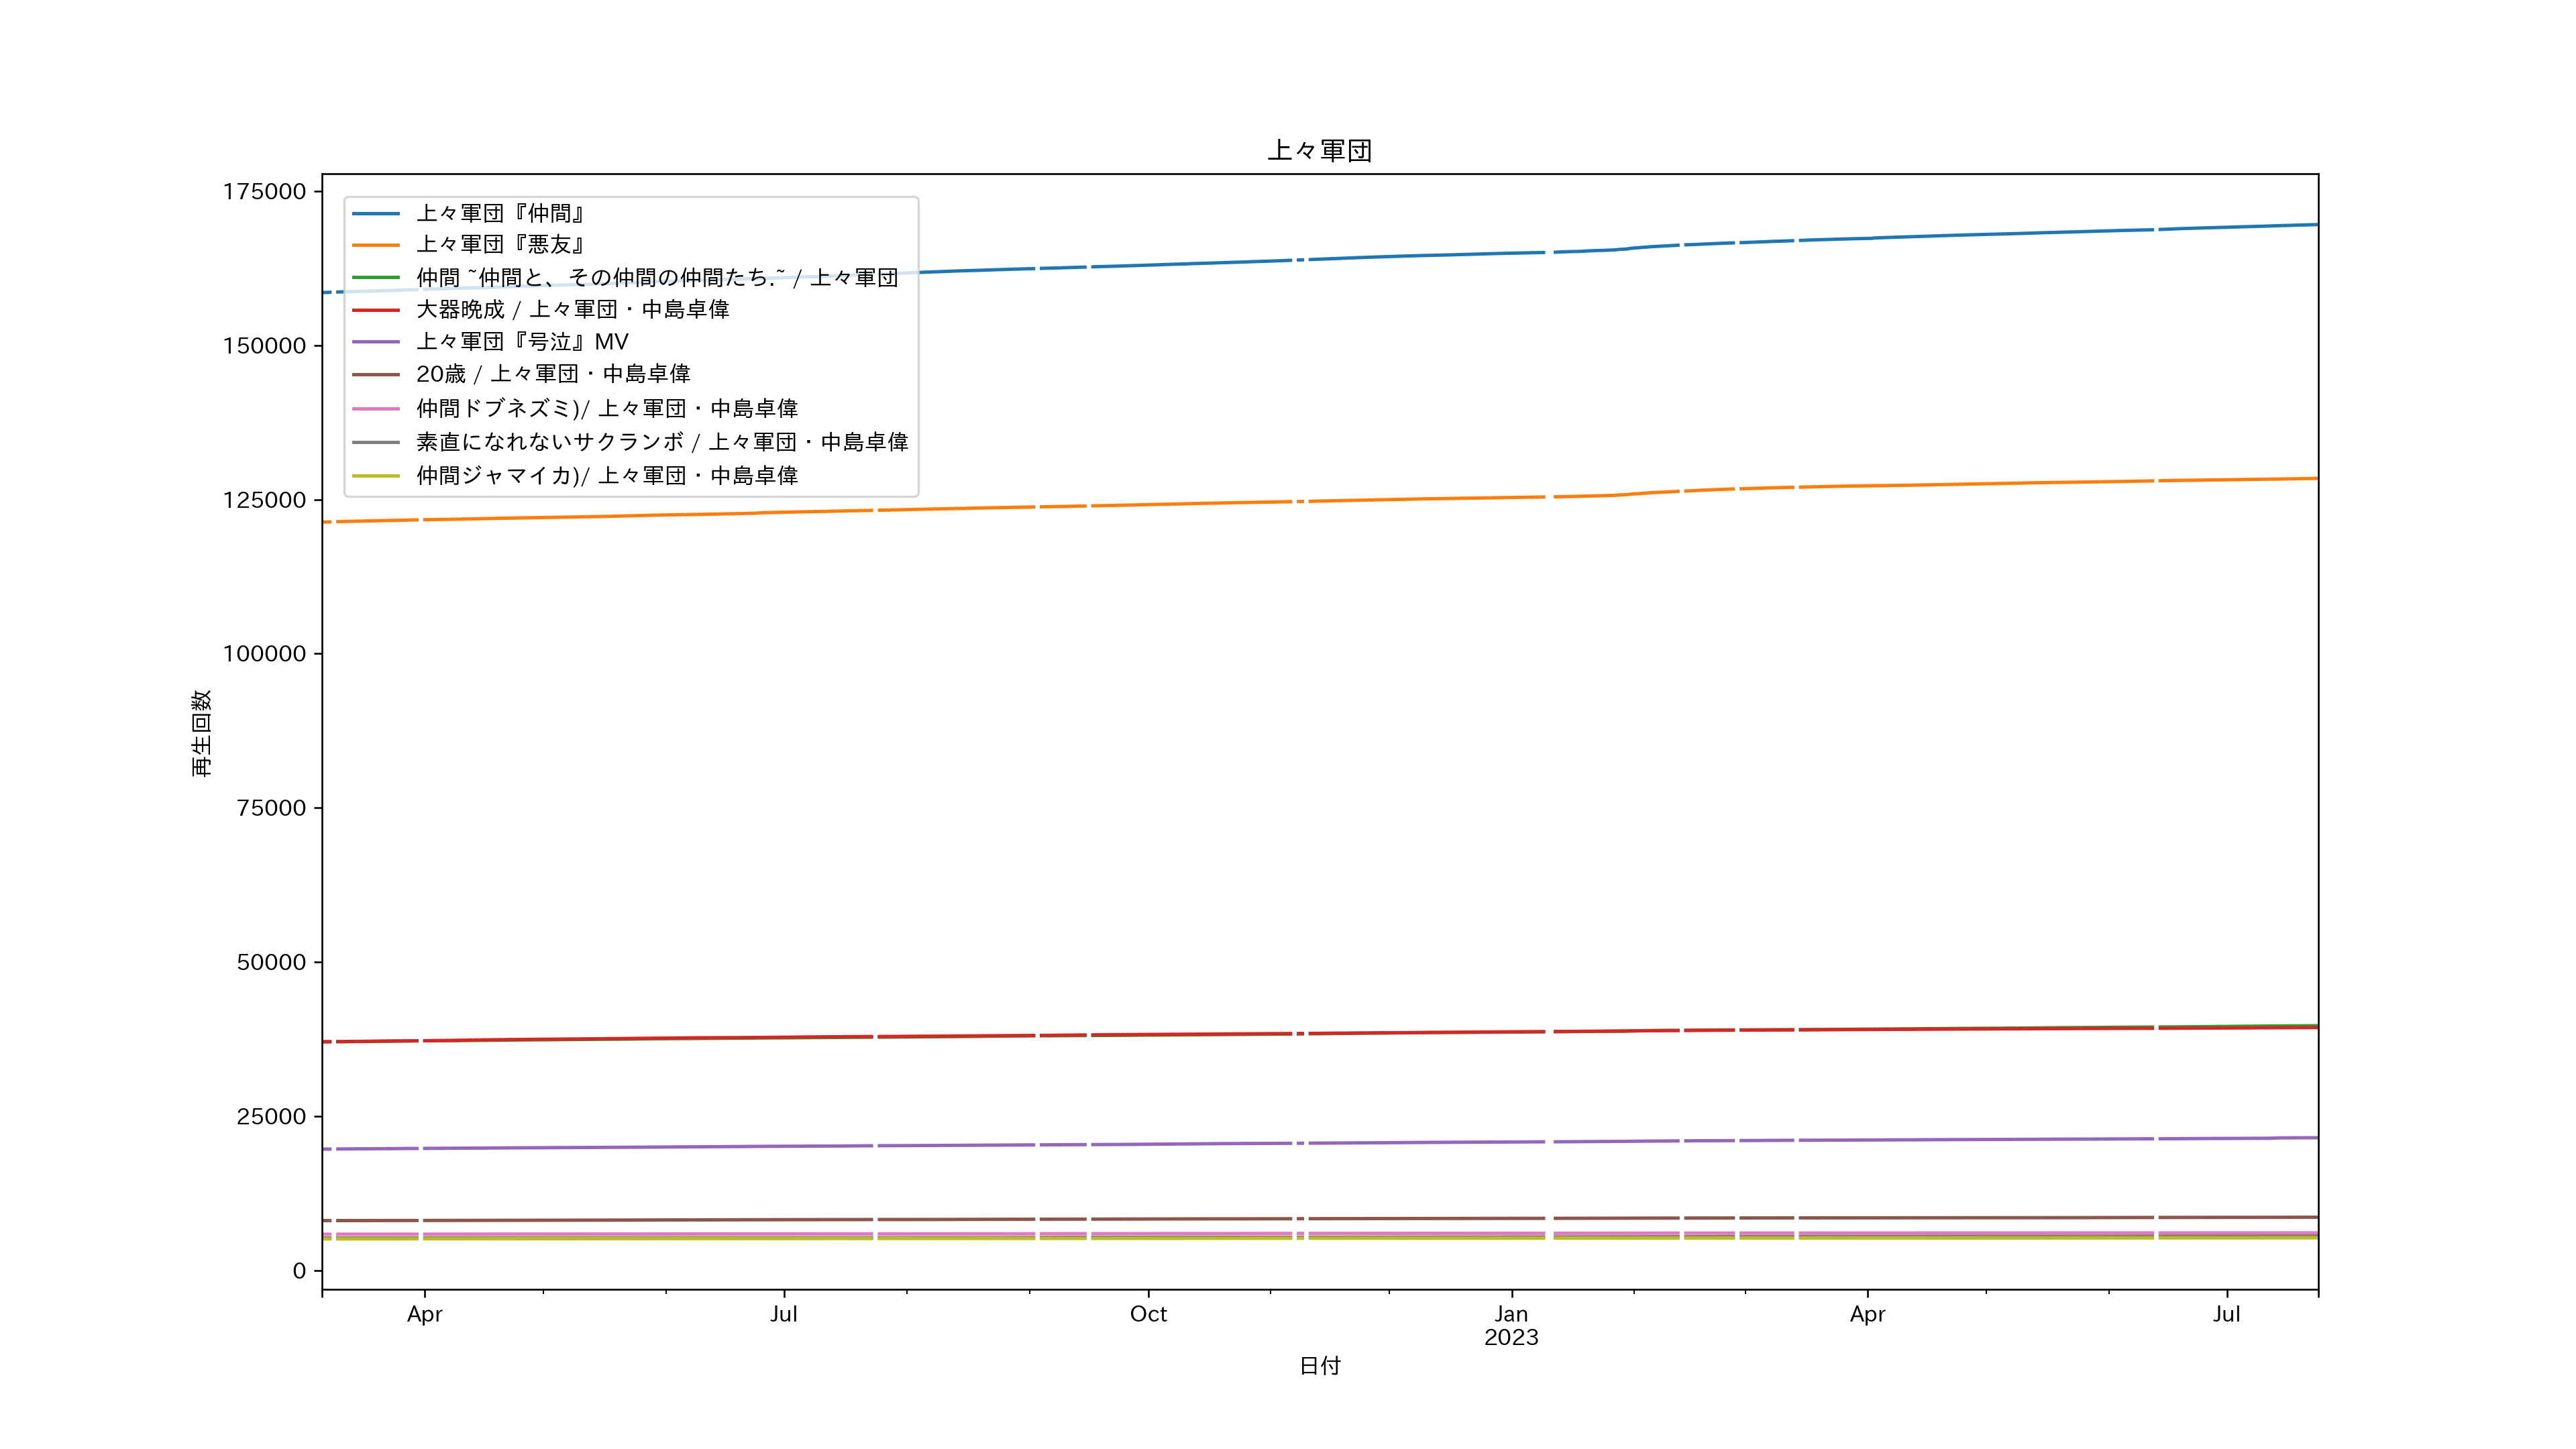 上々軍団
175000
150000
125000
100000
75000
50000
25000
0
再生回数
上々軍団『仲間』
上々軍団『悪友』
仲間 ~仲間と、その仲間の仲間たち.~ / 上々軍団
大器晩成 / 上々軍団・中島卓偉
上々軍団『号泣』MV
20歳 / 上々軍団・中島卓偉
仲間ドブネズミ)/ 上々軍団・中島卓偉
素直になれないサクランボ / 上々軍団・中島卓偉
仲間ジャマイカ)/ 上々軍団・中島卓偉
Apr Jul Oct Jan Apr Jul
2023
日付